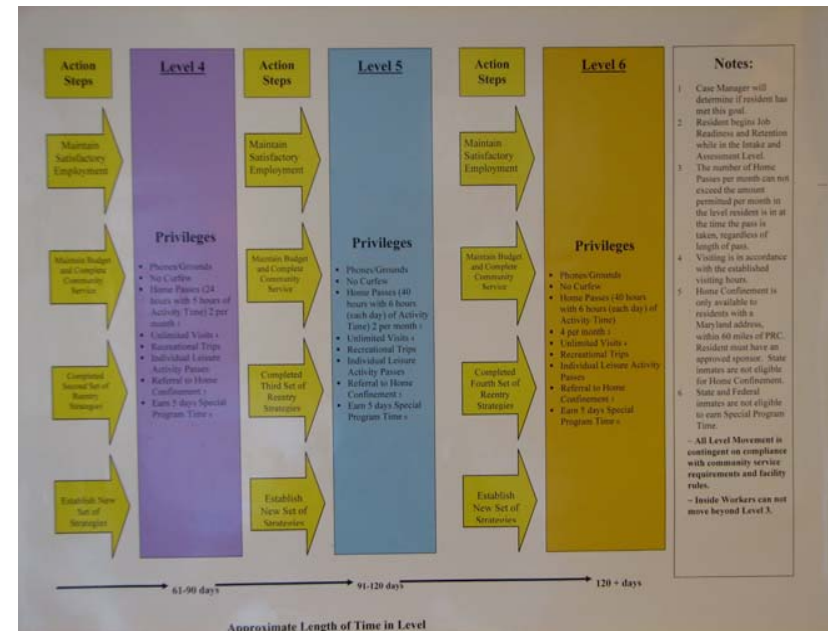 Action
Steps
Maintain
Satisfactory
Employment
Maintain Budget
and Complete
Community
Service
Completed
Second Set of
Reentry
Strategies
Establish New
Set of
Strategies
Level 4
Privileges
• Phones/Grounds
• No Curfew
• Home Passes (24
hours with 5 hours of
Activity Time) 2 per
month 3
• Unlimited Visits 4
• Recreational Trips
• Individual Leisure
Activity Passes
• Referral to Home
Confinement 5
• Earn 5 days Special
Program Time 6
Action
Steps
Maintain
Satisfactory
Employment
Maintain Budget
and Complete
Community
Service
Completed
Third Set of
Reentry
Strategies
Establish
New Set of
Strategies
Level 5
Privileges
• Phones/Grounds
• No Curfew
• Home Passes (40
hours with 6 hours
(each day) of Activity
Time) 2 per month 3
• Unlimited Visits 4
• Recreational Trips
• Individual Leisure
Activity Passes
• Referral to Home
Confinement 5
• Earn 5 days Special
Program Time 6
Action
Steps
Maintain
Satisfactory
Employment
Maintain Budget
and Complete
Community
Service
Completed
Fourth Set of
Reentry
Strategies
Establish
New Set of
Strategies
Level 6
Privileges
• Phones/Grounds
• No Curfew
• Home Passes (40 hours
with 6 hours (each day) of
Activity Time)
• 4 per month 3
• Unlimited Visits 4
• Recreational Trips
• Individual Leisure Activity
Passes
• Referral to Home
Confinement 5
• Earn 5 days Special Program
Time 6
Notes:
1 Case Manager will
determine if resident has
met this goal.
2 Resident begins Job
Readiness and Retention
while in the Intake and
Assessment Level.
3 The number of Home
Passes per month can not
exceed the amount
permitted per month in
the level resident is in at
the time the pass is
taken, regardless of
length of pass.
4 Visiting is in accordance
with the established
visiting hours.
5 Home Confinement is
only available to
residents with a
Maryland address,
within 60 miles of PRC.
Resident must have an
approved sponsor. State
inmates are not eligible
for Home Confinement.
6 State and Federal
inmates are not eligible
to earn Special Program
Time.
~ All Level Movement is
contingent on compliance
with community service
requirements and facility
rules.
~ Inside Workers can not
move beyond Level 3.
61-90 days
91-120 days
120 + days
Approximate Length of Time in Level